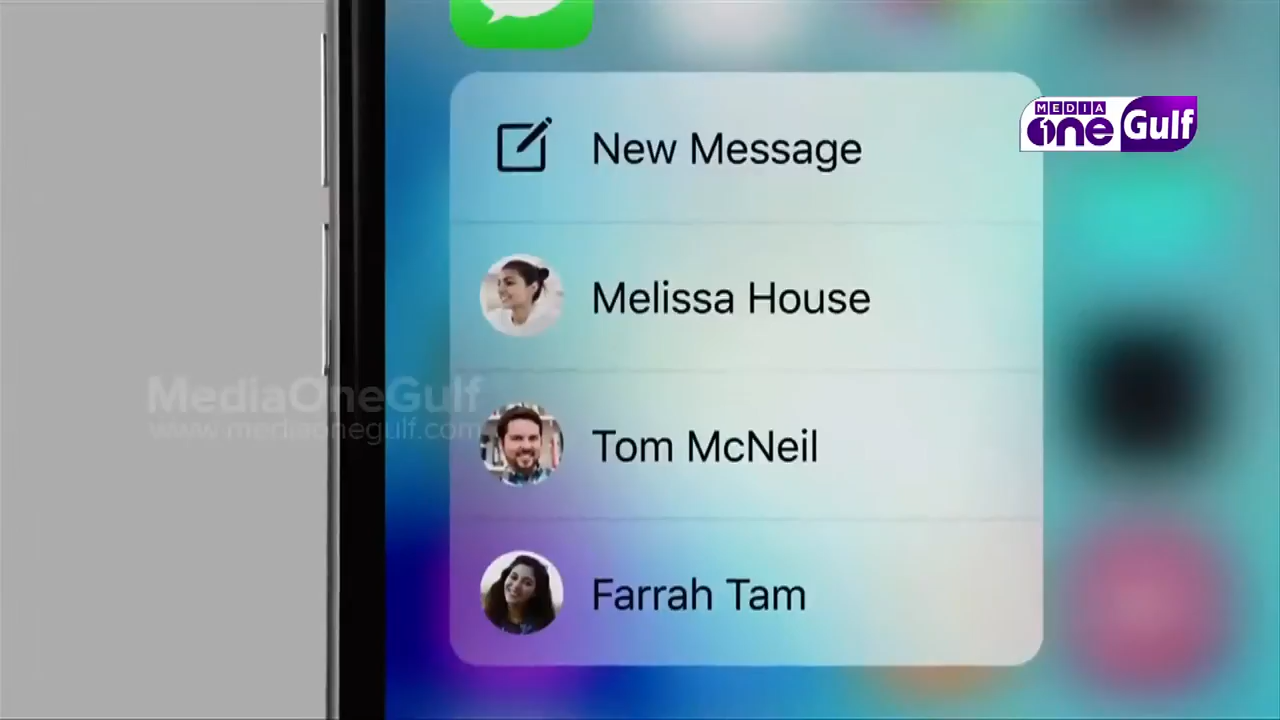 New Message
MEDIA
One Gulf
Melissa House
MediaOneGulf
www.mediaonegulf.com
Tom McNeil
Farrah Tam